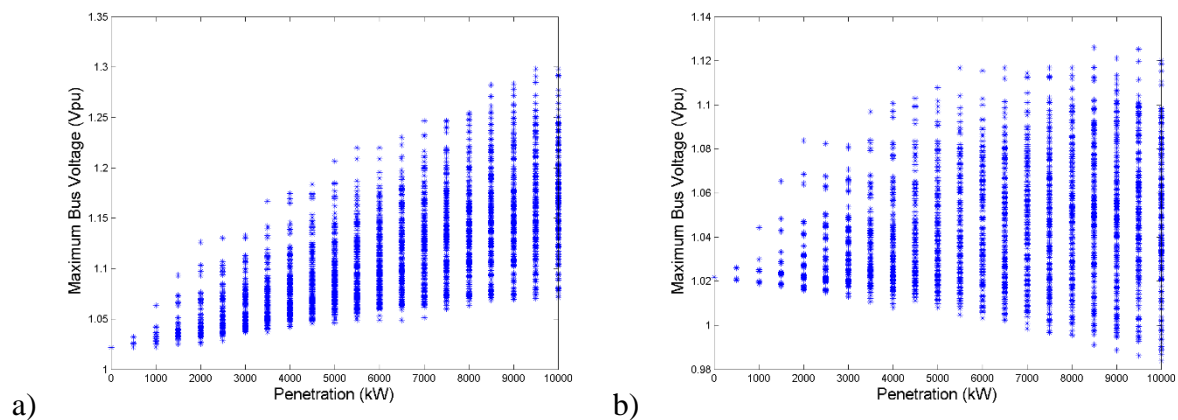 1.35
1.3
1.25
1.2
1.15
1.1
1.05
1
Maximum Bus Voltage (Vpu)
0 1000 2000 3000 4000 5000 6000 7000 8000 9000 10000
Penetration (kW)
a)
1.14
1.12
1.1
1.08
1.06
1.04
1.02
1
0.98
Maximum Bus Voltage (Vpu)
0 1000 2000 3000 4000 5000 6000 7000 8000 9000 10000
Penetration (kW)
b)